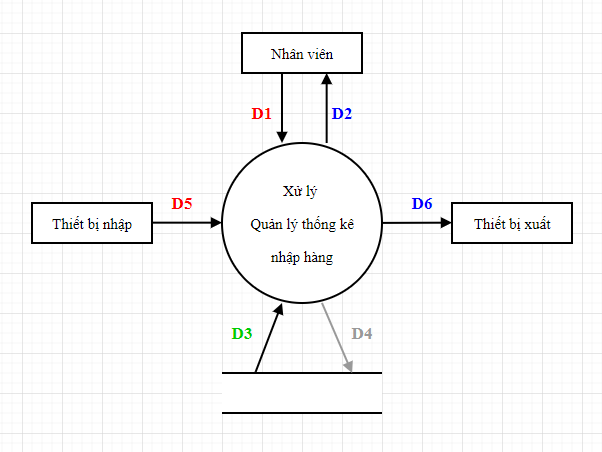 Nhân viên
D1
D2
Xử lý
Quản lý thống kê
nhập hàng
Thiết bị nhập
D5
D6
Thiết bị xuất
D3
D4